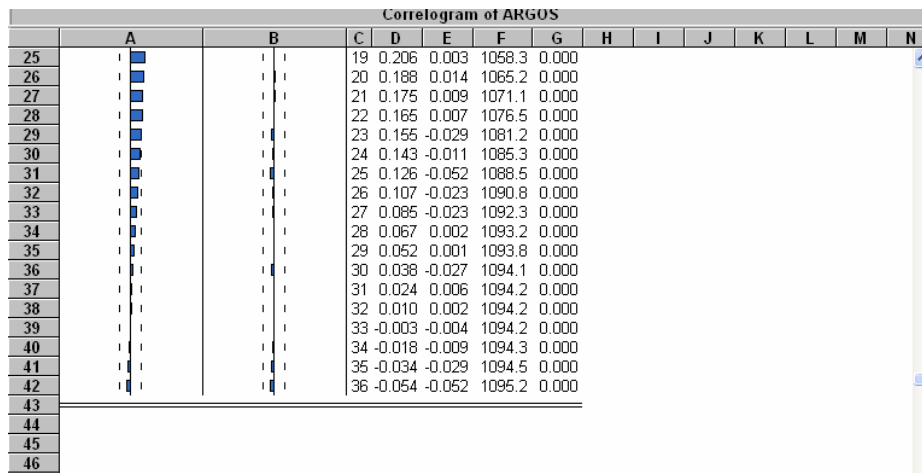 Correlogram of ARGOS
A B C D E F G H I J K L M N
25 19 0.206 0.003 1058.3 0.000
26 20 0.188 0.014 1065.2 0.000
27 21 0.175 0.009 1071.1 0.000
28 22 0.165 0.007 1076.5 0.000
29 23 0.155 -0.029 1081.2 0.000
30 24 0.143 -0.011 1085.3 0.000
31 25 0.126 -0.052 1088.5 0.000
32 26 0.107 -0.023 1090.8 0.000
33 27 0.085 -0.023 1092.3 0.000
34 28 0.067 0.002 1093.2 0.000
35 29 0.052 0.001 1093.8 0.000
36 30 0.038 -0.027 1094.1 0.000
37 31 0.024 0.006 1094.2 0.000
38 32 0.010 0.002 1094.2 0.000
39 33 -0.003 -0.004 1094.2 0.000
40 34 -0.018 -0.009 1094.3 0.000
41 35 -0.034 -0.029 1094.5 0.000
42 36 -0.054 -0.052 1095.2 0.000
43
44
45
46